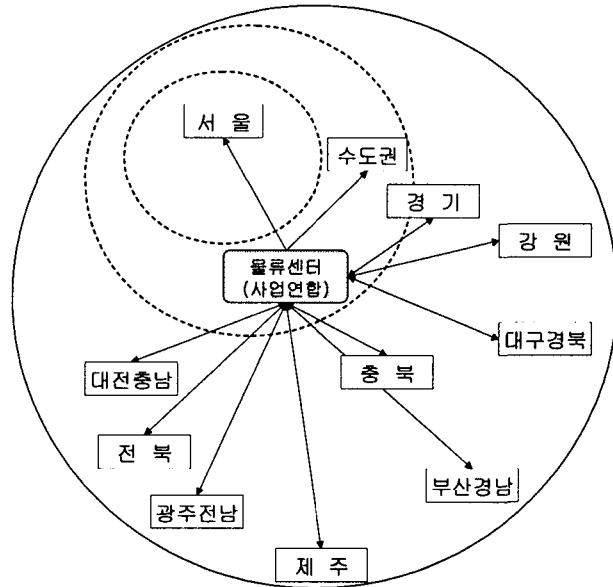 서 울
수도권
경 기
강 원
물류센터
(사업연합)
대구경북
대전충남
충 북
전 북
부산경남
광주전남
제 주